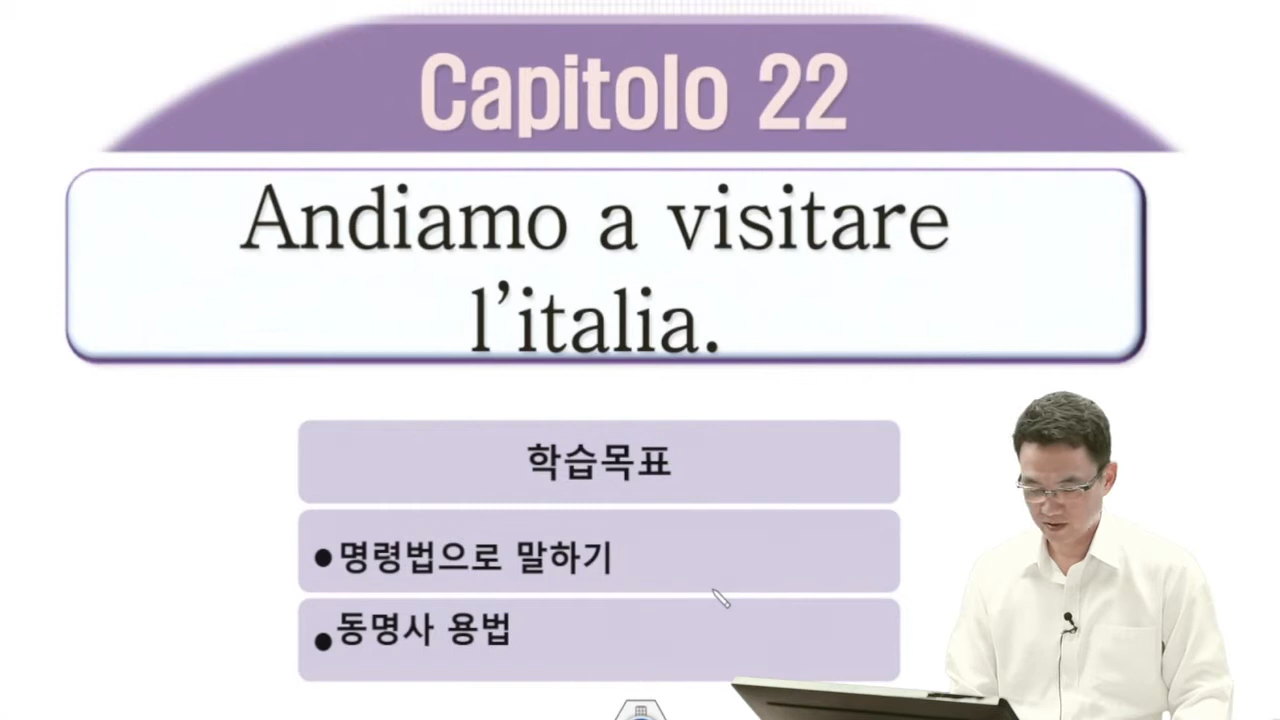 Capitolo 22
Andiamo a visitare
l’italia.
학습목표
●명령법으로 말하기
●동명사 용법